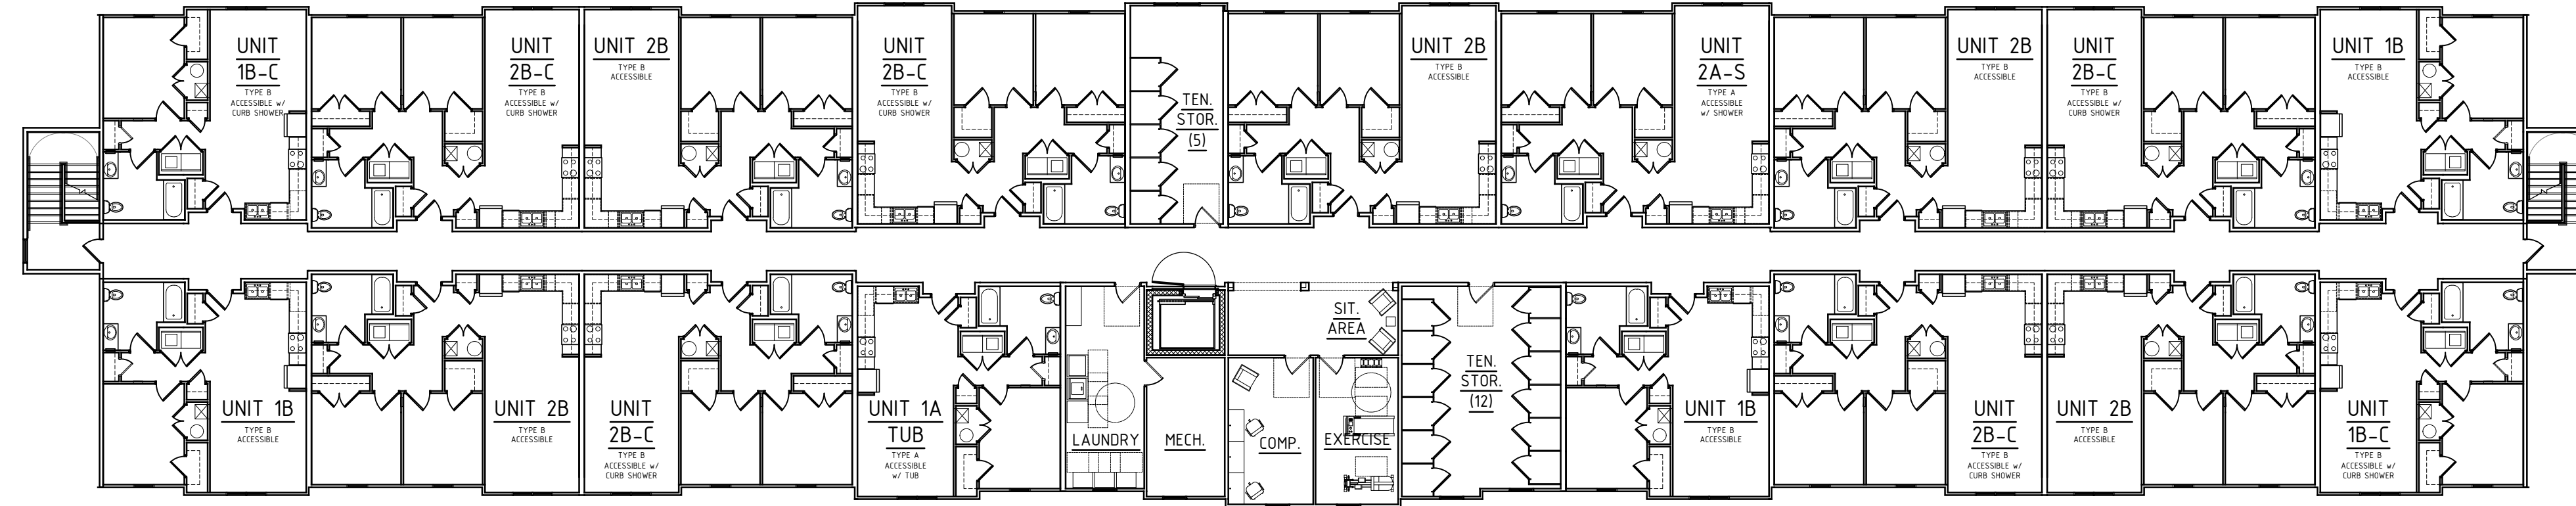 UNIT
1B-C
TYPE B
ACCESSIBLE w/
CURB SHOWER
UNIT
2B-C
TYPE B
ACCESSIBLE w/
CURB SHOWER
UNIT 2B
TYPE B
ACCESSIBLE
UNIT
2B-C
TYPE B
ACCESSIBLE w/
CURB SHOWER
TEN.
STOR.
(5)
UNIT 2B
TYPE B
ACCESSIBLE
UNIT
2A-S
TYPE A
ACCESSIBLE
w/ SHOWER
UNIT 2B
TYPE B
ACCESSIBLE
UNIT
2B-C
TYPE B
ACCESSIBLE w/
CURB SHOWER
UNIT 1B
TYPE B
ACCESSIBLE
UNIT 1B
TYPE B
ACCESSIBLE
UNIT 2B
TYPE B
ACCESSIBLE
UNIT
2B-C
TYPE B
ACCESSIBLE w/
CURB SHOWER
UNIT 1A
TUB
TYPE A
ACCESSIBLE
w/ TUB
LAUNDRY
MECH.
SIT.
AREA
COMP.
EXERCISE
TEN.
STOR.
(12)
UNIT 1B
TYPE B
ACCESSIBLE
UNIT
2B-C
TYPE B
ACCESSIBLE w/
CURB SHOWER
UNIT 2B
TYPE B
ACCESSIBLE
UNIT
1B-C
TYPE B
ACCESSIBLE w/
CURB SHOWER